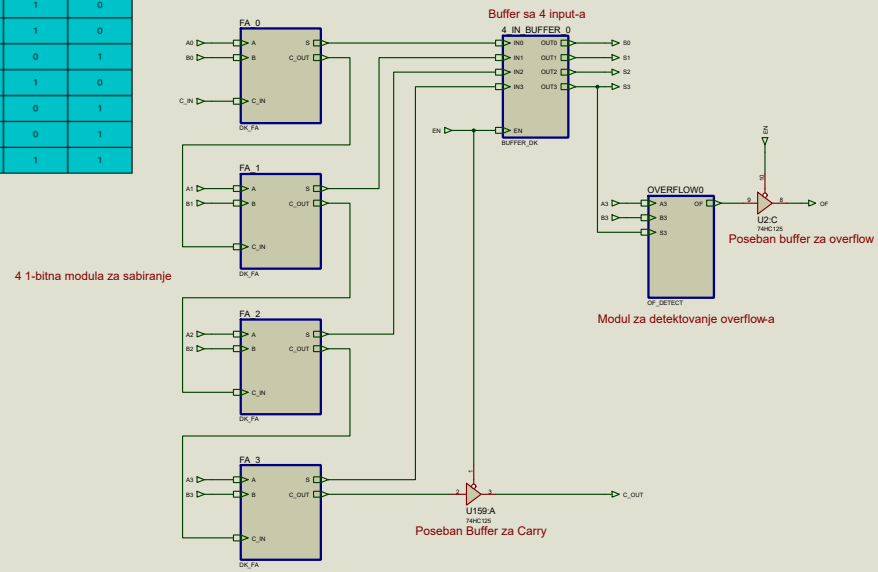 1 0
1 0
0 1
1 0
0 1
0 1
1 1
Buffer sa 4 input-a
FA_0
A0 A S
B0 B C_OUT
C_IN C_IN
DK_FA
4_IN_BUFFER_0
IN0 OUT0 S0
IN1 OUT1 S1
IN2 OUT2 S2
IN3 OUT3 S3
EN EN
BUFFER_DK
FA_1
A1 A S
B1 B C_OUT
C_IN
DK_FA
4 1-bitna modula za sabiranje
EN
OVERFLOW0
A3 A3 OF
B3 B3
S3
OF_DETECT
10
9 8 OF
U2:C
74HC125
Poseban buffer za overflow
Modul za detektovanje overflow-a
FA_2
A2 A S
B2 B C_OUT
C_IN
DK_FA
FA_3
A3 A S
B3 B C_OUT
C_IN
DK_FA
1
2 3 C_OUT
U159:A
74HC125
Poseban Buffer za Carry